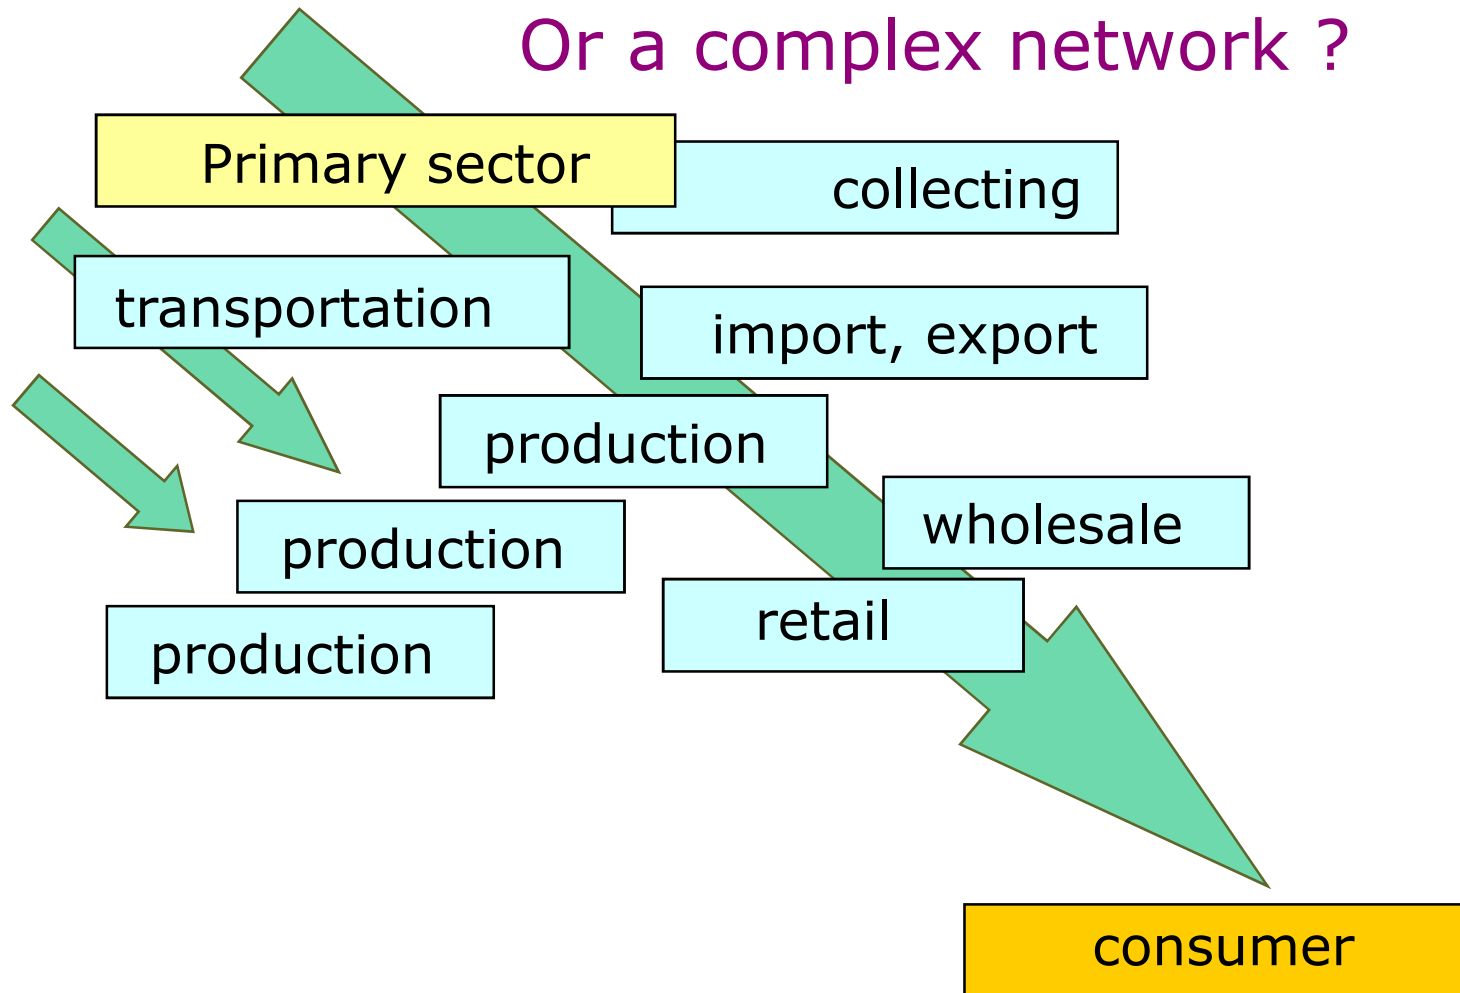 Or a complex network ?
Primary sector
collecting
transportation
import, export
production
wholesale
production
retail
production
consumer